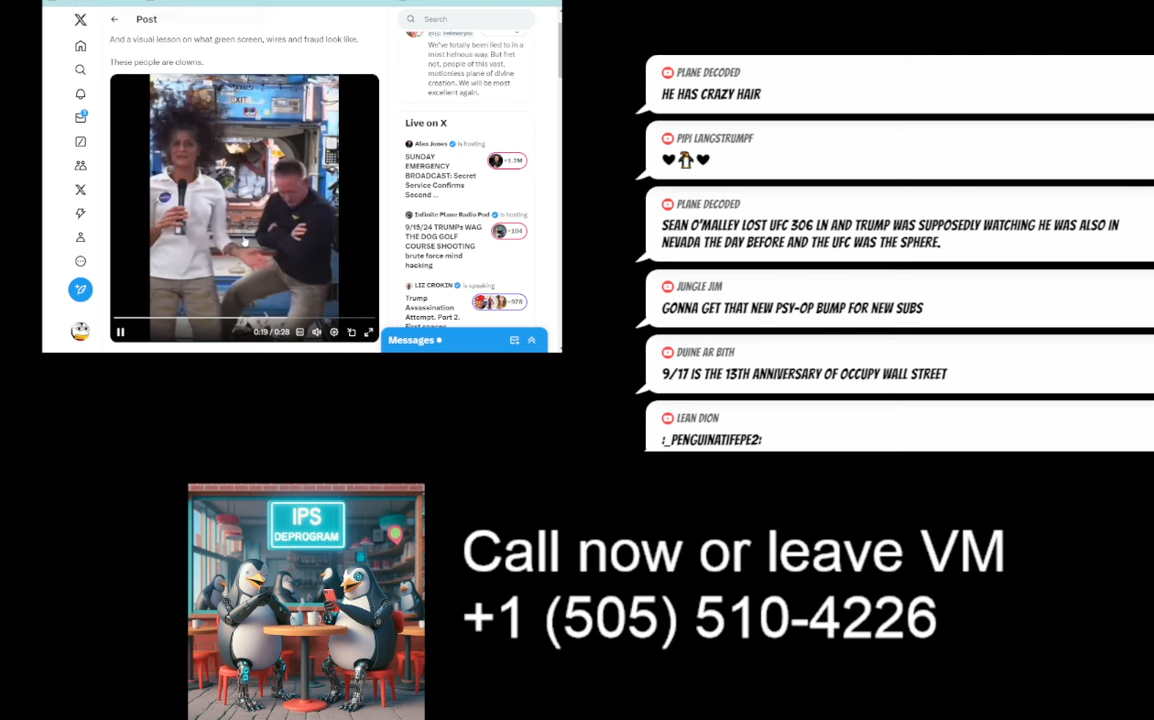 Post
And a visual lesson on what green screen, wires and fraud look like.
These people are clowns.
0:19 / 0:28
Search
We've totally been lied to in a
most heinous way. But fret
not, people of this vast,
motionless plane of divine
creation. We will be most
excellent again.
Live on X
Alex Jones is hosting
SUNDAY
EMERGENCY
BROADCAST: Secret
Service Confirms
Second ...
+1.2M
Infinite Plane Radio Pod is hosting
9/15/24 TRUMPs WAG
THE DOG GOLF
COURSE SHOOTING
brute force mind
hacking
+104
LIZ CROKIN is speaking
Trump
Assassination
Attempt. Part 2.
First spaces
+978
Messages
PLANE DECODED
HE HAS CRAZY HAIR
PIPI LANGSTRUMPF
PLANE DECODED
SEAN O'MALLEY LOST UFC 306 LN AND TRUMP WAS SUPPOSEDLY WATCHING HE WAS ALSO IN
NEVADA THE DAY BEFORE AND THE UFC WAS THE SPHERE.
JUNGLE JIM
GONNA GET THAT NEW PSY-OP BUMP FOR NEW SUBS
DUINE AR BITH
9/17 IS THE 13TH ANNIVERSARY OF OCCUPY WALL STREET
LEAN DION
:_PENGUINATIFEPE2:
IPS
DEPROGRAM
Call now or leave VM
+1 (505) 510-4226